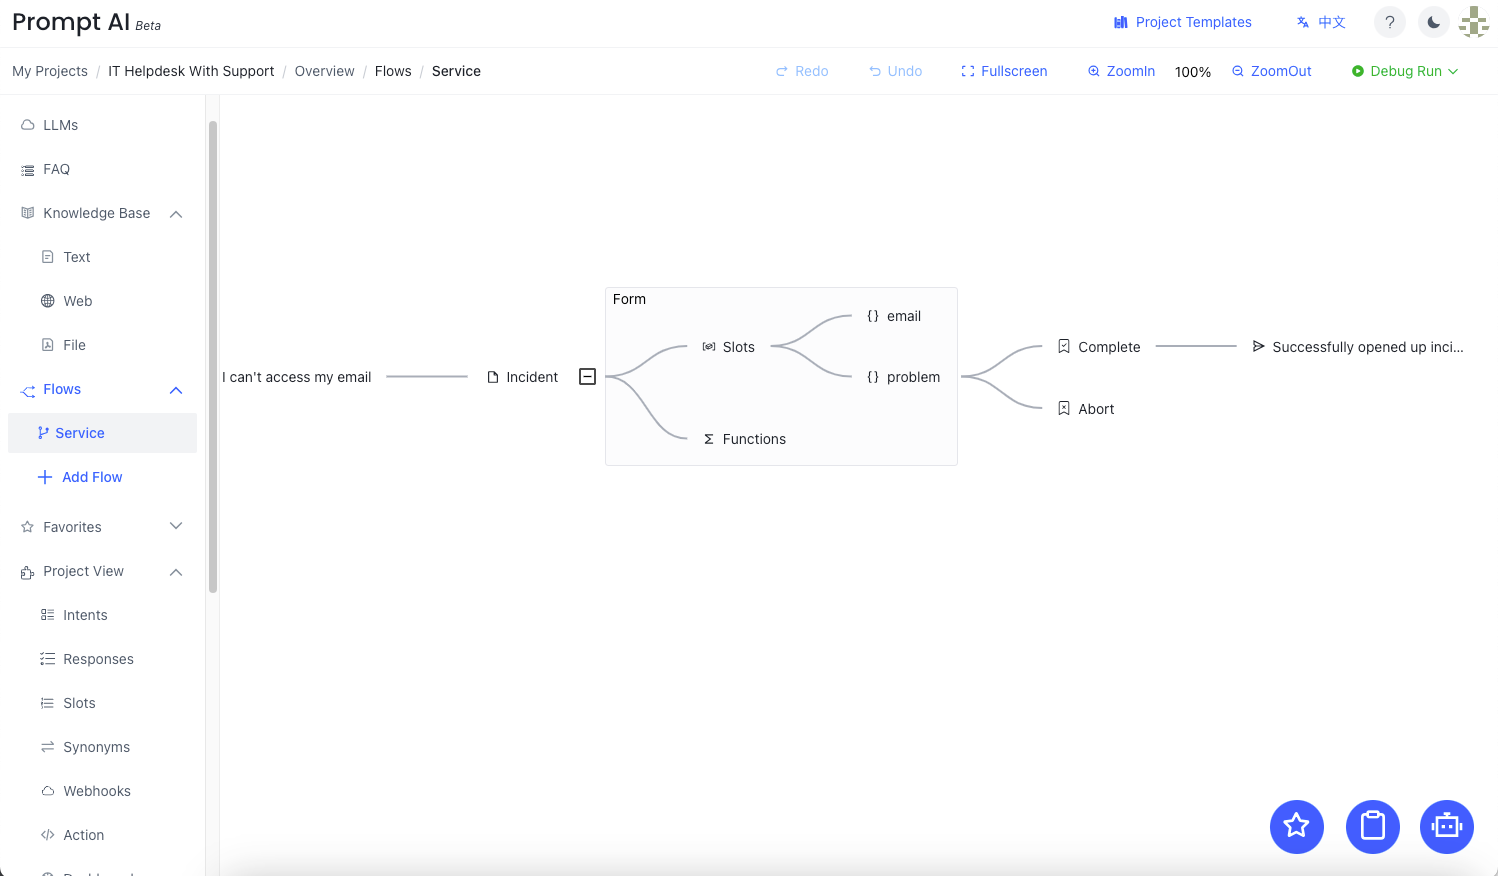 Prompt AI Beta
Project Templates
中文
?
My Projects / IT Helpdesk With Support / Overview / Flows / Service
Redo
Undo
Fullscreen
ZoomIn
100%
ZoomOut
Debug Run
LLMs
FAQ
Knowledge Base
Text
Web
File
Flows
Service
Add Flow
Favorites
Project View
Intents
Responses
Slots
Synonyms
Webhooks
Action
I can't access my email
Incident
Form
Slots
{} email
{} problem
Functions
Complete
Abort
Successfully opened up inci...